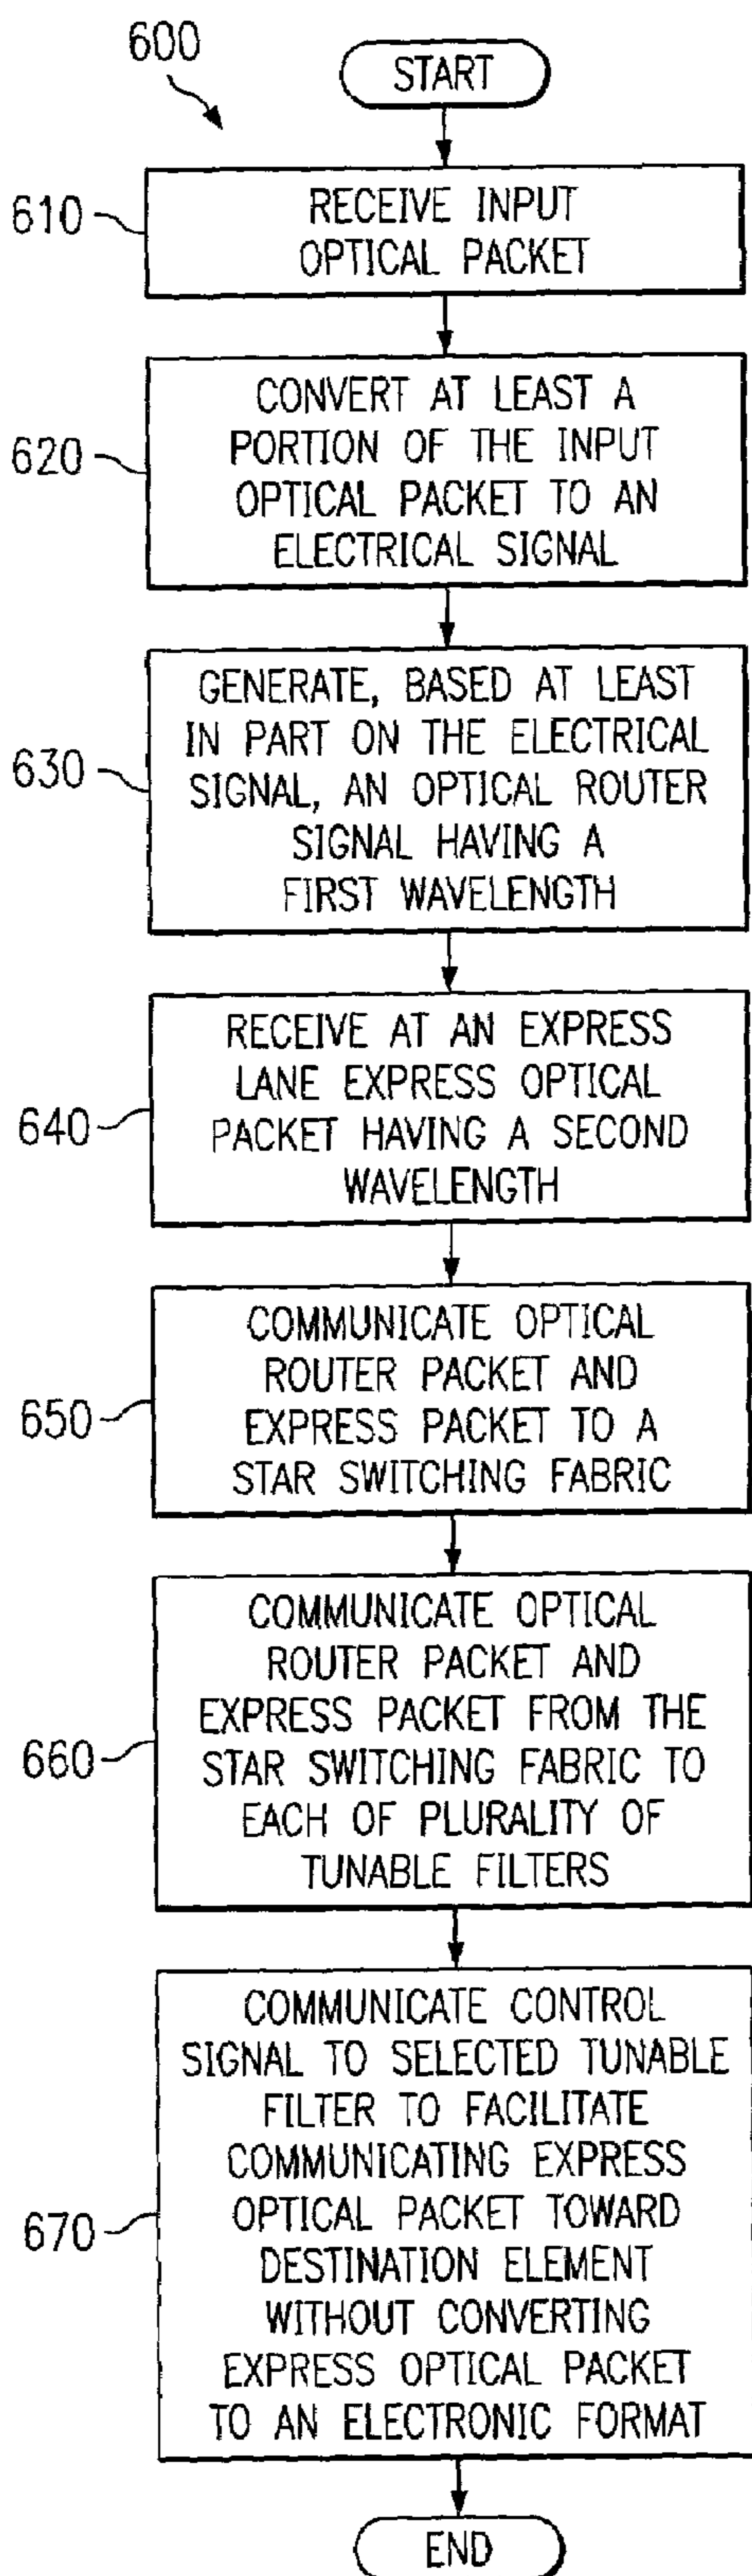 600
START
610
RECEIVE INPUT
OPTICAL PACKET
620
CONVERT AT LEAST A
PORTION OF THE INPUT
OPTICAL PACKET TO AN
ELECTRICAL SIGNAL
630
GENERATE, BASED AT LEAST
IN PART ON THE ELECTRICAL
SIGNAL, AN OPTICAL ROUTER
SIGNAL HAVING A
FIRST WAVELENGTH
640
RECEIVE AT AN EXPRESS
LANE EXPRESS OPTICAL
PACKET HAVING A SECOND
WAVELENGTH
650
COMMUNICATE OPTICAL
ROUTER PACKET AND
EXPRESS PACKET TO A
STAR SWITCHING FABRIC
660
COMMUNICATE OPTICAL
ROUTER PACKET AND
EXPRESS PACKET FROM THE
STAR SWITCHING FABRIC TO
EACH OF PLURALITY OF
TUNABLE FILTERS
670
COMMUNICATE CONTROL
SIGNAL TO SELECTED TUNABLE
FILTER TO FACILITATE
COMMUNICATING EXPRESS
OPTICAL PACKET TOWARD
DESTINATION ELEMENT
WITHOUT CONVERTING
EXPRESS OPTICAL PACKET
TO AN ELECTRONIC FORMAT
END